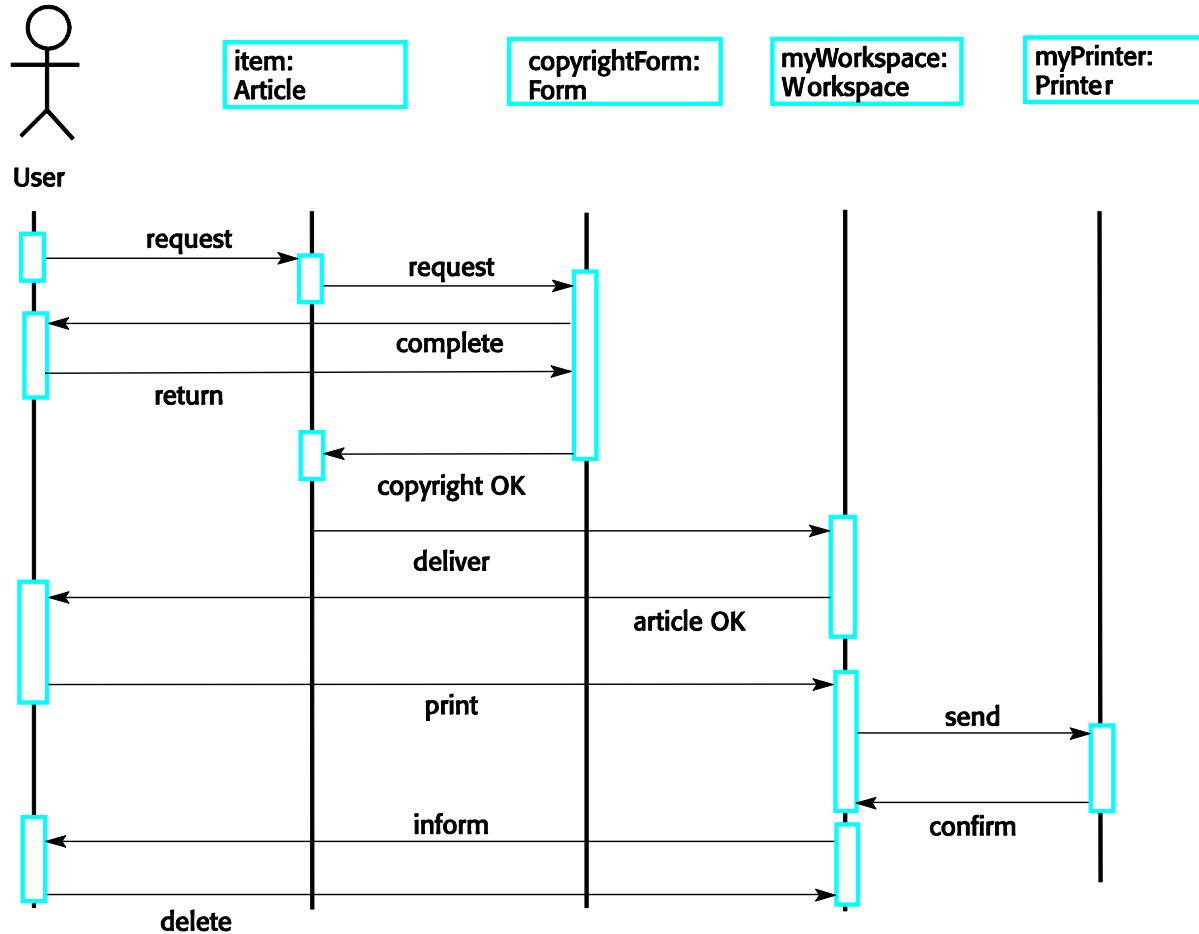 item:
Article
copyrightForm:
Form
myWorkspace:
Workspace
myPrinter:
Printer
User
request
request
complete
return
copyright OK
deliver
article OK
print
send
inform
confirm
delete